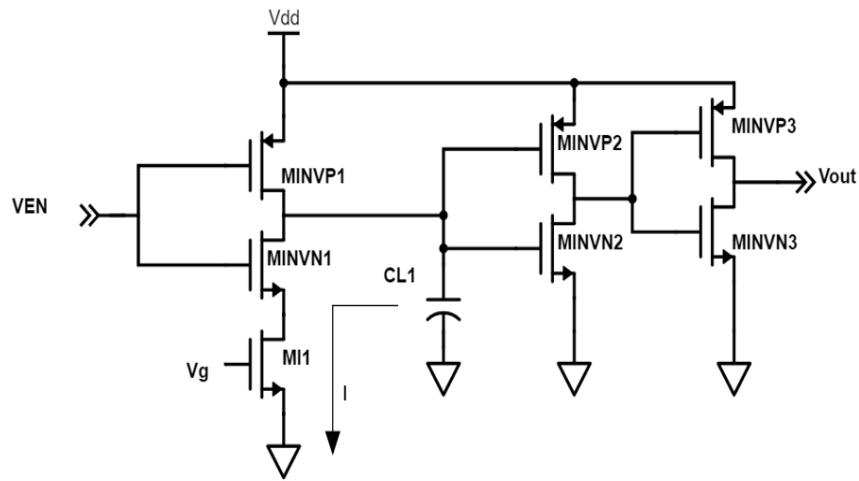 Vdd
MINVP3
MINVP2
MINVP1
Vout
VEN
MINVN2
MINVN3
MINVN1
CL1
MI1
Vg
I